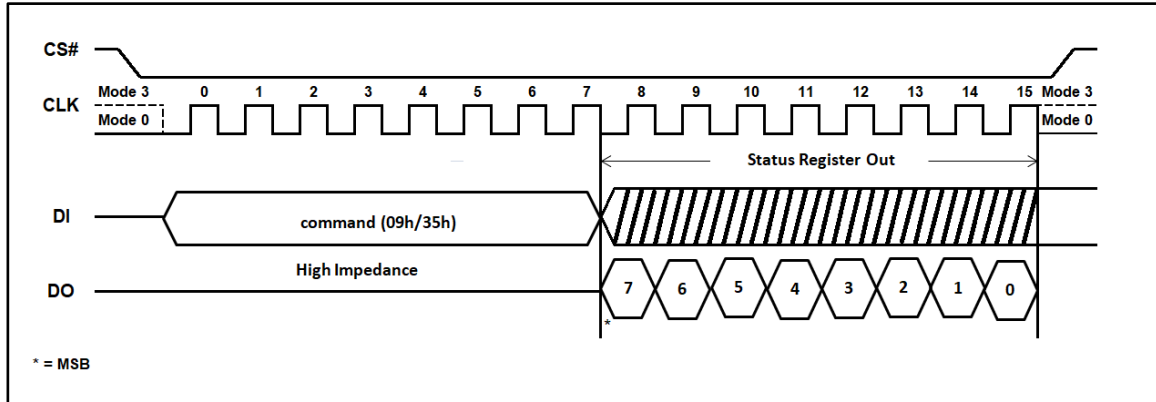 CS#
Mode 3 0 1 2 3 4 5 6 7 8 9 10 11 12 13 14 15 Mode 3
CLK
Mode 0 Mode 0
Status Register Out
DI command (09h/35h)
High Impedance
DO 7 6 5 4 3 2 1 0
*
* = MSB